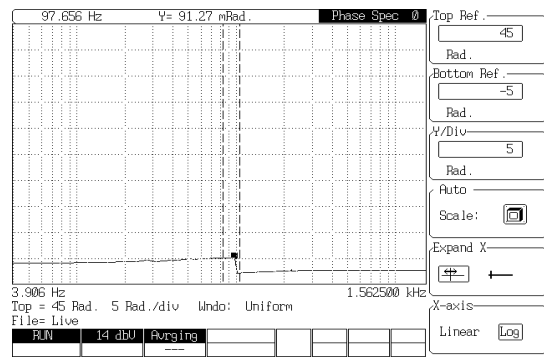 97.656 Hz Y= 91.27 mRad. Phase Spec 0
3.906 Hz 1.562500 kHz
Top = 45 Rad. 5 Rad./div Wndo: Uniform
File= Live
RUN 14 dbV Avrging
---
Top Ref.
45
Rad.
Bottom Ref.
-5
Rad.
Y/Div
5
Rad.
Auto
Scale:
Expand X
X-axis
Linear Log